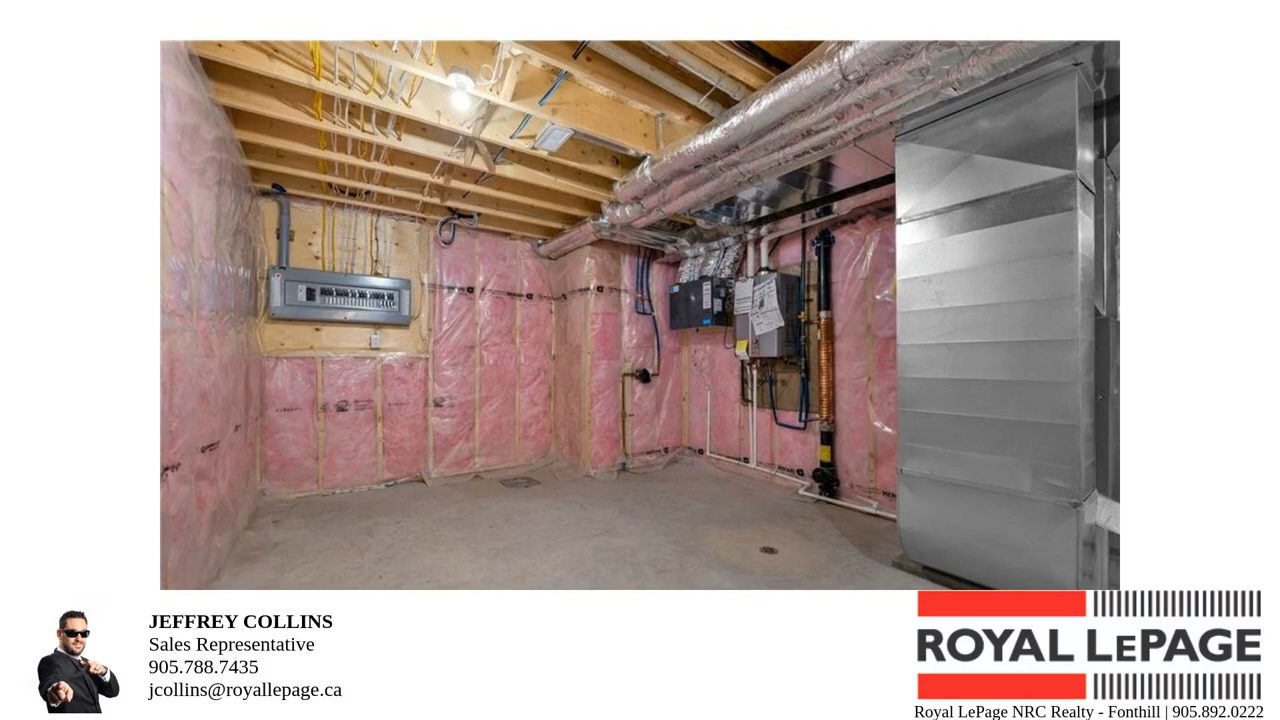 JEFFREY COLLINS
Sales Representative
905.788.7435
jcollins@royallepage.ca
ROYAL LEPAGE
Royal LePage NRC Realty - Fonthill | 905.892.0222